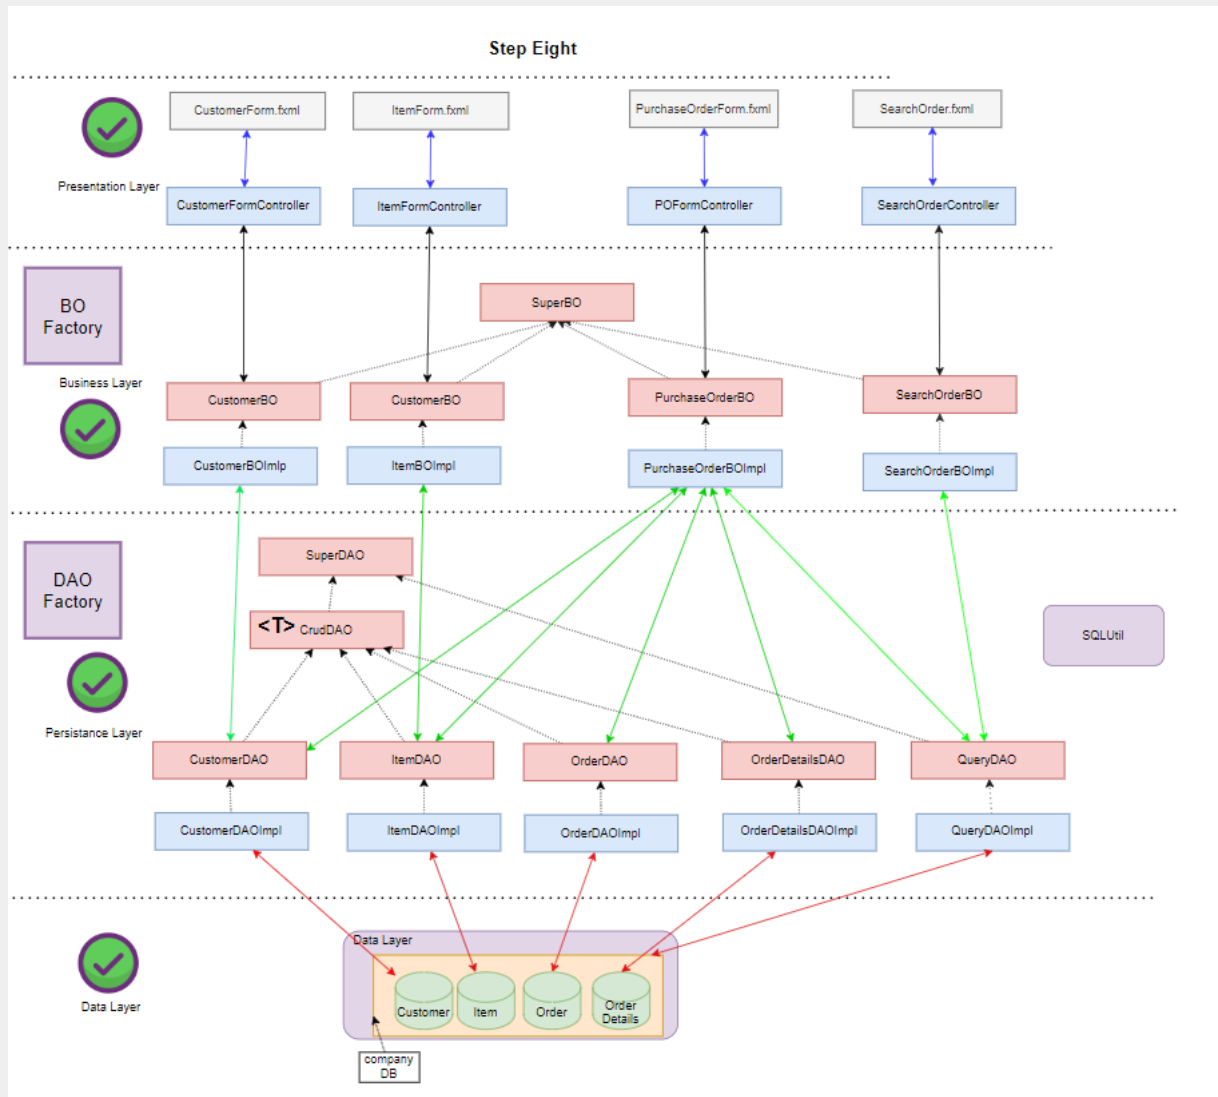 Step Eight
CustomerForm.fxml
ItemForm.fxml
PurchaseOrderForm.fxml
SearchOrder.fxml
Presentation Layer
CustomerFormController
ItemFormController
POFormController
SearchOrderController
BO
Factory
SuperBO
Business Layer
CustomerBO
CustomerBO
PurchaseOrderBO
SearchOrderBO
CustomerBOImlp
ItemBOImpl
PurchaseOrderBOImpl
SearchOrderBOImpl
DAO
Factory
SuperDAO
<T> CrudDAO
SQLUtil
Persistance Layer
CustomerDAO
ItemDAO
OrderDAO
OrderDetailsDAO
QueryDAO
CustomerDAOImpl
ItemDAOImpl
OrderDAOImpl
OrderDetailsDAOImpl
QueryDAOImpl
Data Layer
Data Layer
Customer
Item
Order
Order
Details
company
DB